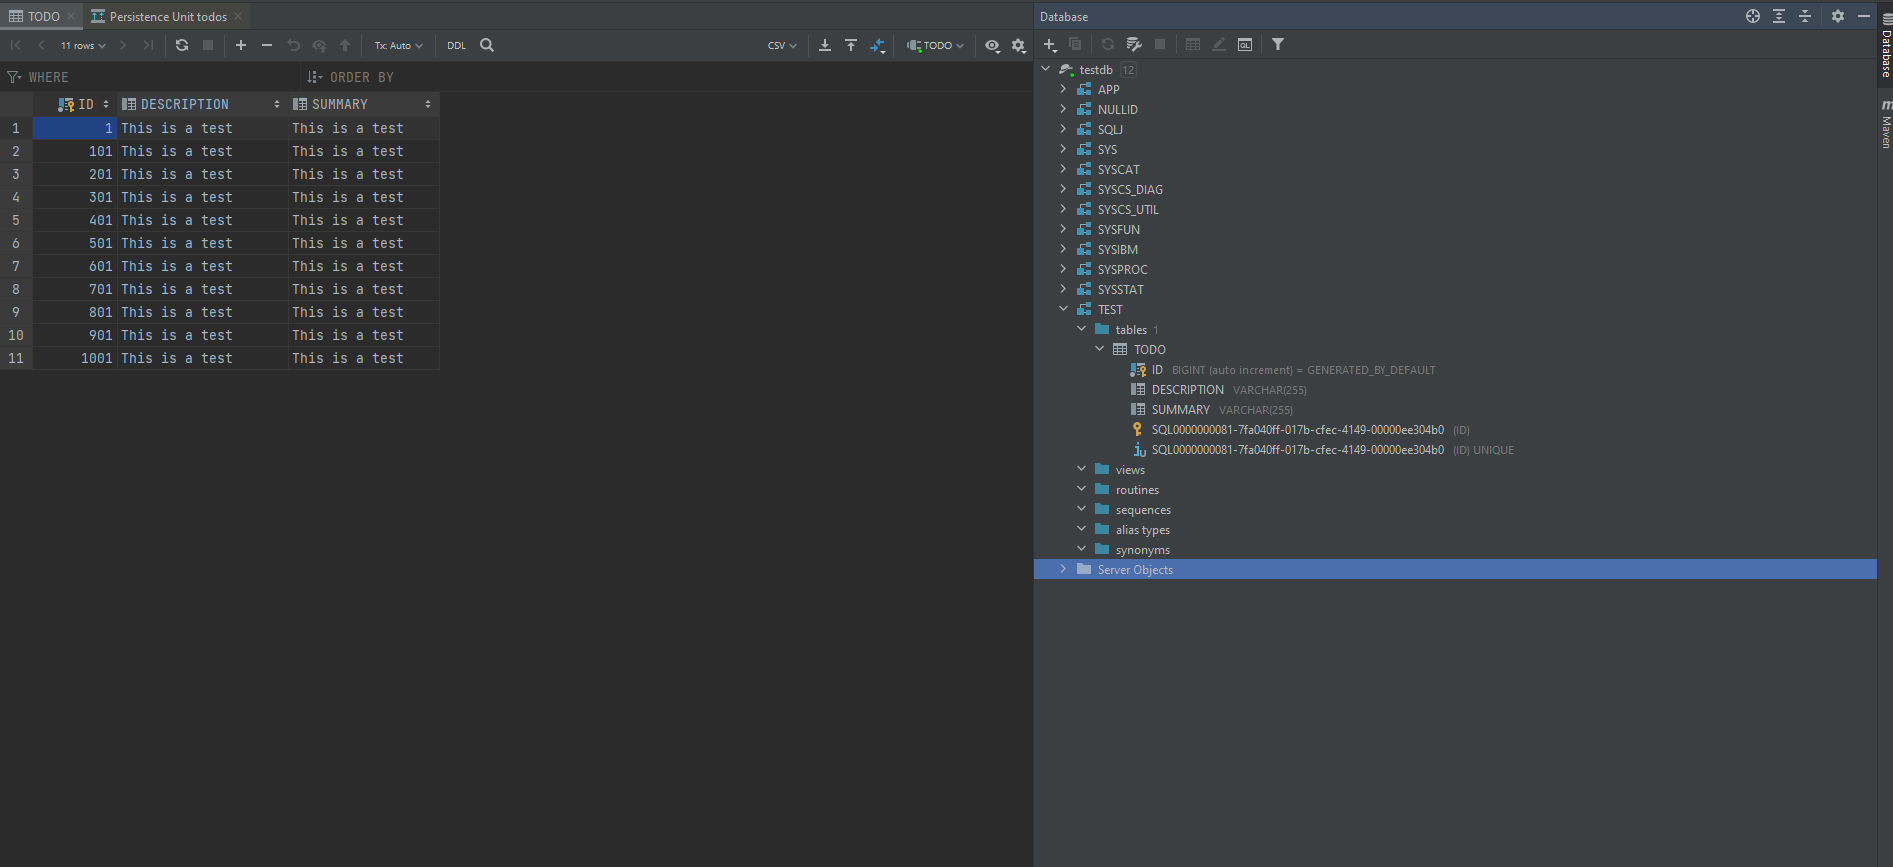 TODO
Persistence Unit todos
11 rows
Tx: Auto
DDL
CSV
TODO
WHERE
ORDER BY
ID DESCRIPTION SUMMARY
1 1 This is a test This is a test
2 101 This is a test This is a test
3 201 This is a test This is a test
4 301 This is a test This is a test
5 401 This is a test This is a test
6 501 This is a test This is a test
7 601 This is a test This is a test
8 701 This is a test This is a test
9 801 This is a test This is a test
10 901 This is a test This is a test
11 1001 This is a test This is a test
Database
testdb 12
APP
NULLID
SQLJ
SYS
SYSCAT
SYSCS_DIAG
SYSCS_UTIL
SYSFUN
SYSIBM
SYSPROC
SYSSTAT
TEST
tables 1
TODO
ID BIGINT (auto increment) = GENERATED_BY_DEFAULT
DESCRIPTION VARCHAR(255)
SUMMARY VARCHAR(255)
SQL0000000081-7fa040ff-017b-cfec-4149-00000ee304b0 (ID)
SQL0000000081-7fa040ff-017b-cfec-4149-00000ee304b0 (ID) UNIQUE
views
routines
sequences
alias types
synonyms
Server Objects
Database
m
Maven